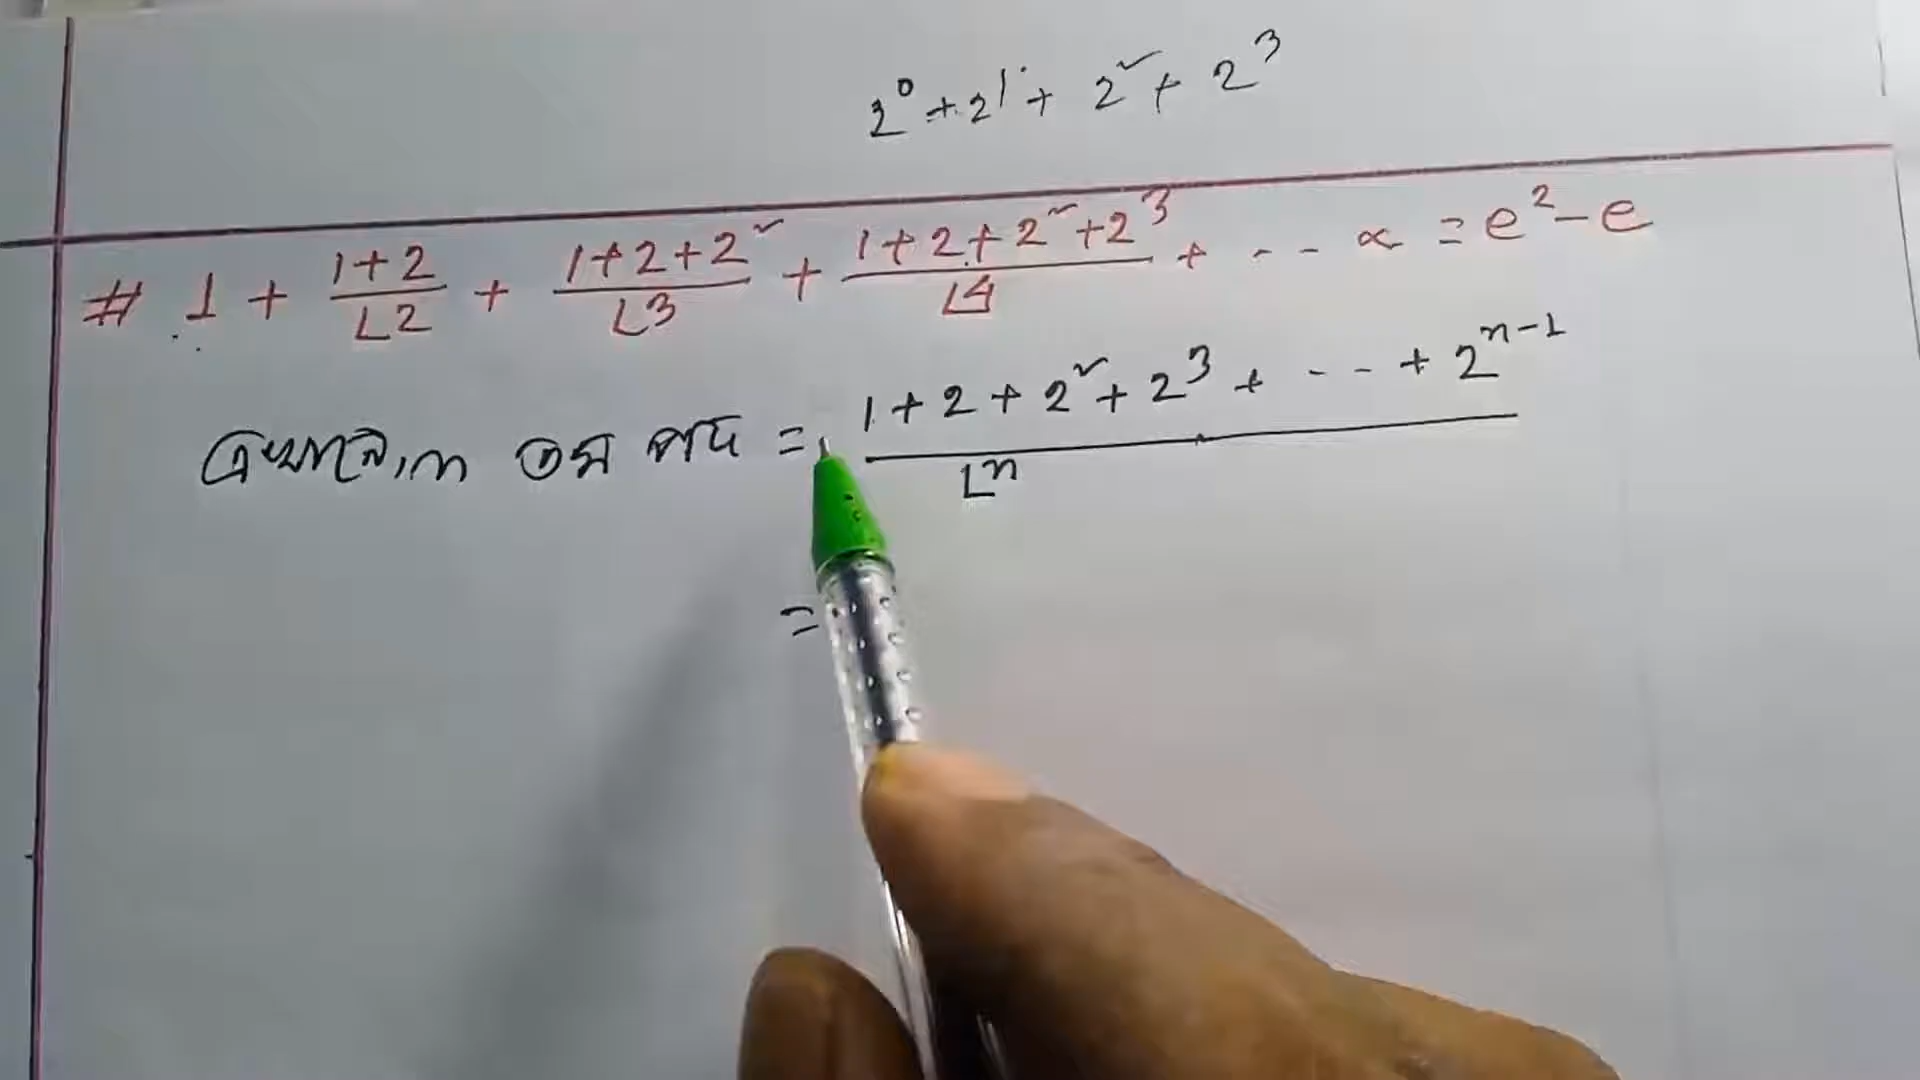 2⁰ + 2¹ + 2² + 2³
# 1 + (1+2)/∟2 + (1+2+2²)/∟3 + (1+2+2²+2³)/∟4 + - - - ∝ = e² - e
এখানে, n তম পদ = (1+2+2²+2³+ - - - + 2ⁿ⁻¹)/∟n
=